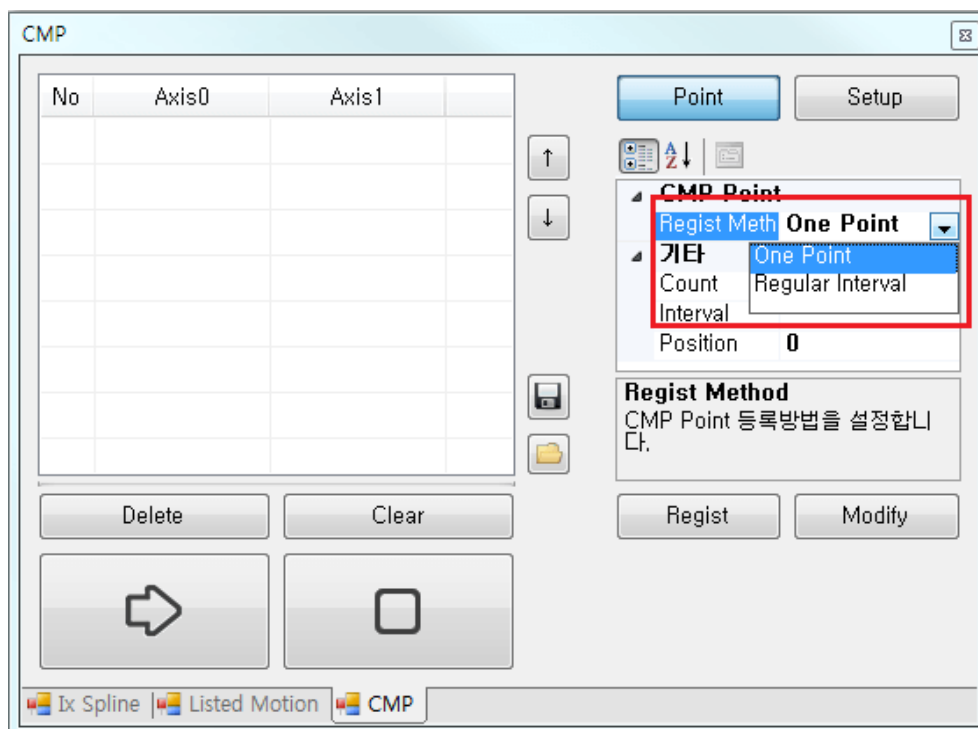 CMP
No Axis0 Axis1
Point Setup
↑
↓
CMP Point
Regist Meth One Point
기타 One Point
Count Regular Interval
Interval
Position 0
Regist Method
CMP Point 등록방법을 설정합니
다.
Delete Clear
Regist Modify
Ix Spline Listed Motion CMP